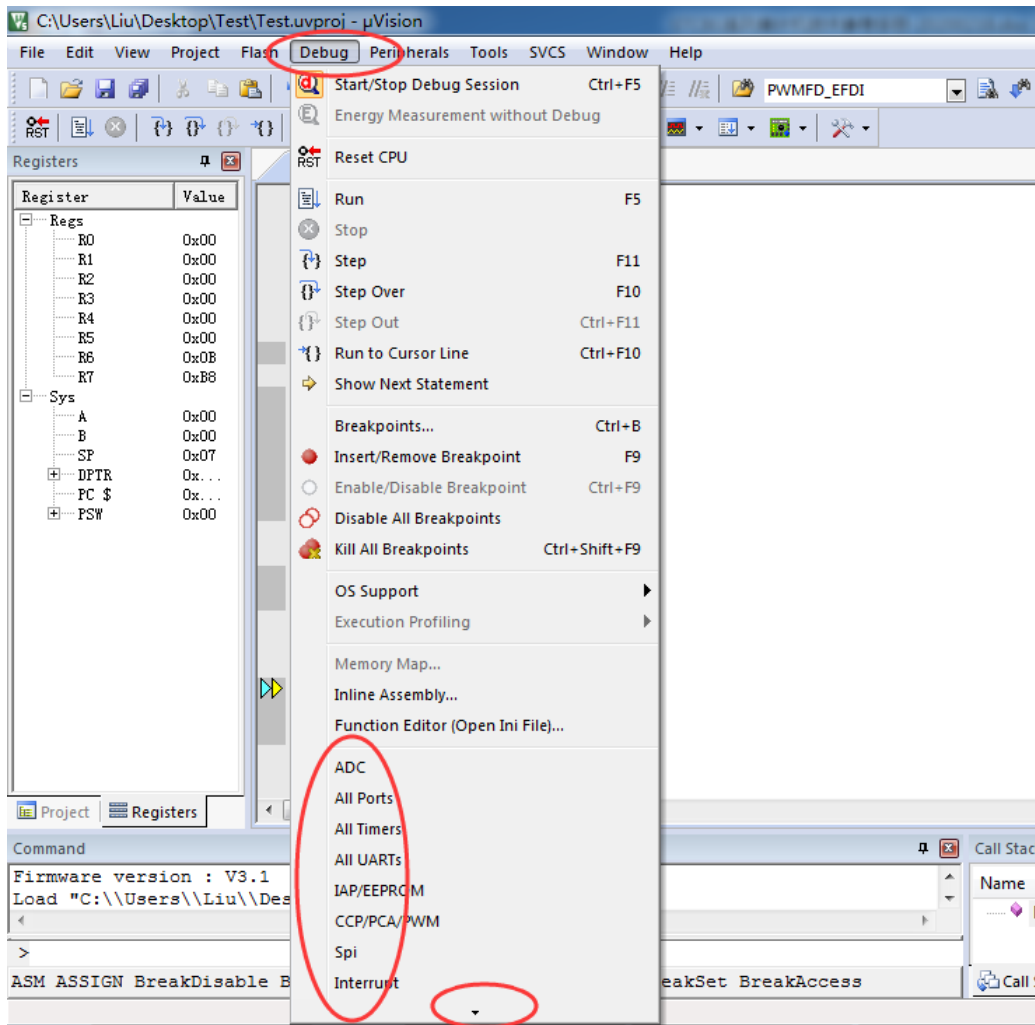 C:\Users\Liu\Desktop\Test\Test.uvproj - µVision
File Edit View Project Flash Debug Peripherals Tools SVCS Window Help
PWMFD_EFDI
RST
Registers
Register Value
Regs
R0 0x00
R1 0x00
R2 0x00
R3 0x00
R4 0x00
R5 0x00
R6 0x0B
R7 0xB8
Sys
A 0x00
B 0x00
SP 0x07
DPTR 0x...
PC $ 0x...
PSW 0x00
Project Registers
Start/Stop Debug Session Ctrl+F5
Energy Measurement without Debug
RST Reset CPU
Run F5
Stop
Step F11
Step Over F10
Step Out Ctrl+F11
Run to Cursor Line Ctrl+F10
Show Next Statement
Breakpoints... Ctrl+B
Insert/Remove Breakpoint F9
Enable/Disable Breakpoint Ctrl+F9
Disable All Breakpoints
Kill All Breakpoints Ctrl+Shift+F9
OS Support
Execution Profiling
Memory Map...
Inline Assembly...
Function Editor (Open Ini File)...
ADC
All Ports
All Timers
All UARTs
IAP/EEPROM
CCP/PCA/PWM
Spi
Interrupt
Command
Firmware version : V3.1
Load "C:\\Users\\Liu\\Des
>
ASM ASSIGN BreakDisable B eakSet BreakAccess
Call Stac
Name
Call